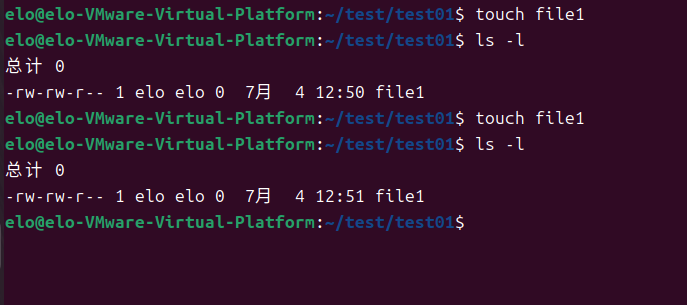 elo@elo-VMware-Virtual-Platform:~/test/test01$ touch file1
elo@elo-VMware-Virtual-Platform:~/test/test01$ ls -l
总计 0
-rw-rw-r-- 1 elo elo 0  7月  4 12:50 file1
elo@elo-VMware-Virtual-Platform:~/test/test01$ touch file1
elo@elo-VMware-Virtual-Platform:~/test/test01$ ls -l
总计 0
-rw-rw-r-- 1 elo elo 0  7月  4 12:51 file1
elo@elo-VMware-Virtual-Platform:~/test/test01$